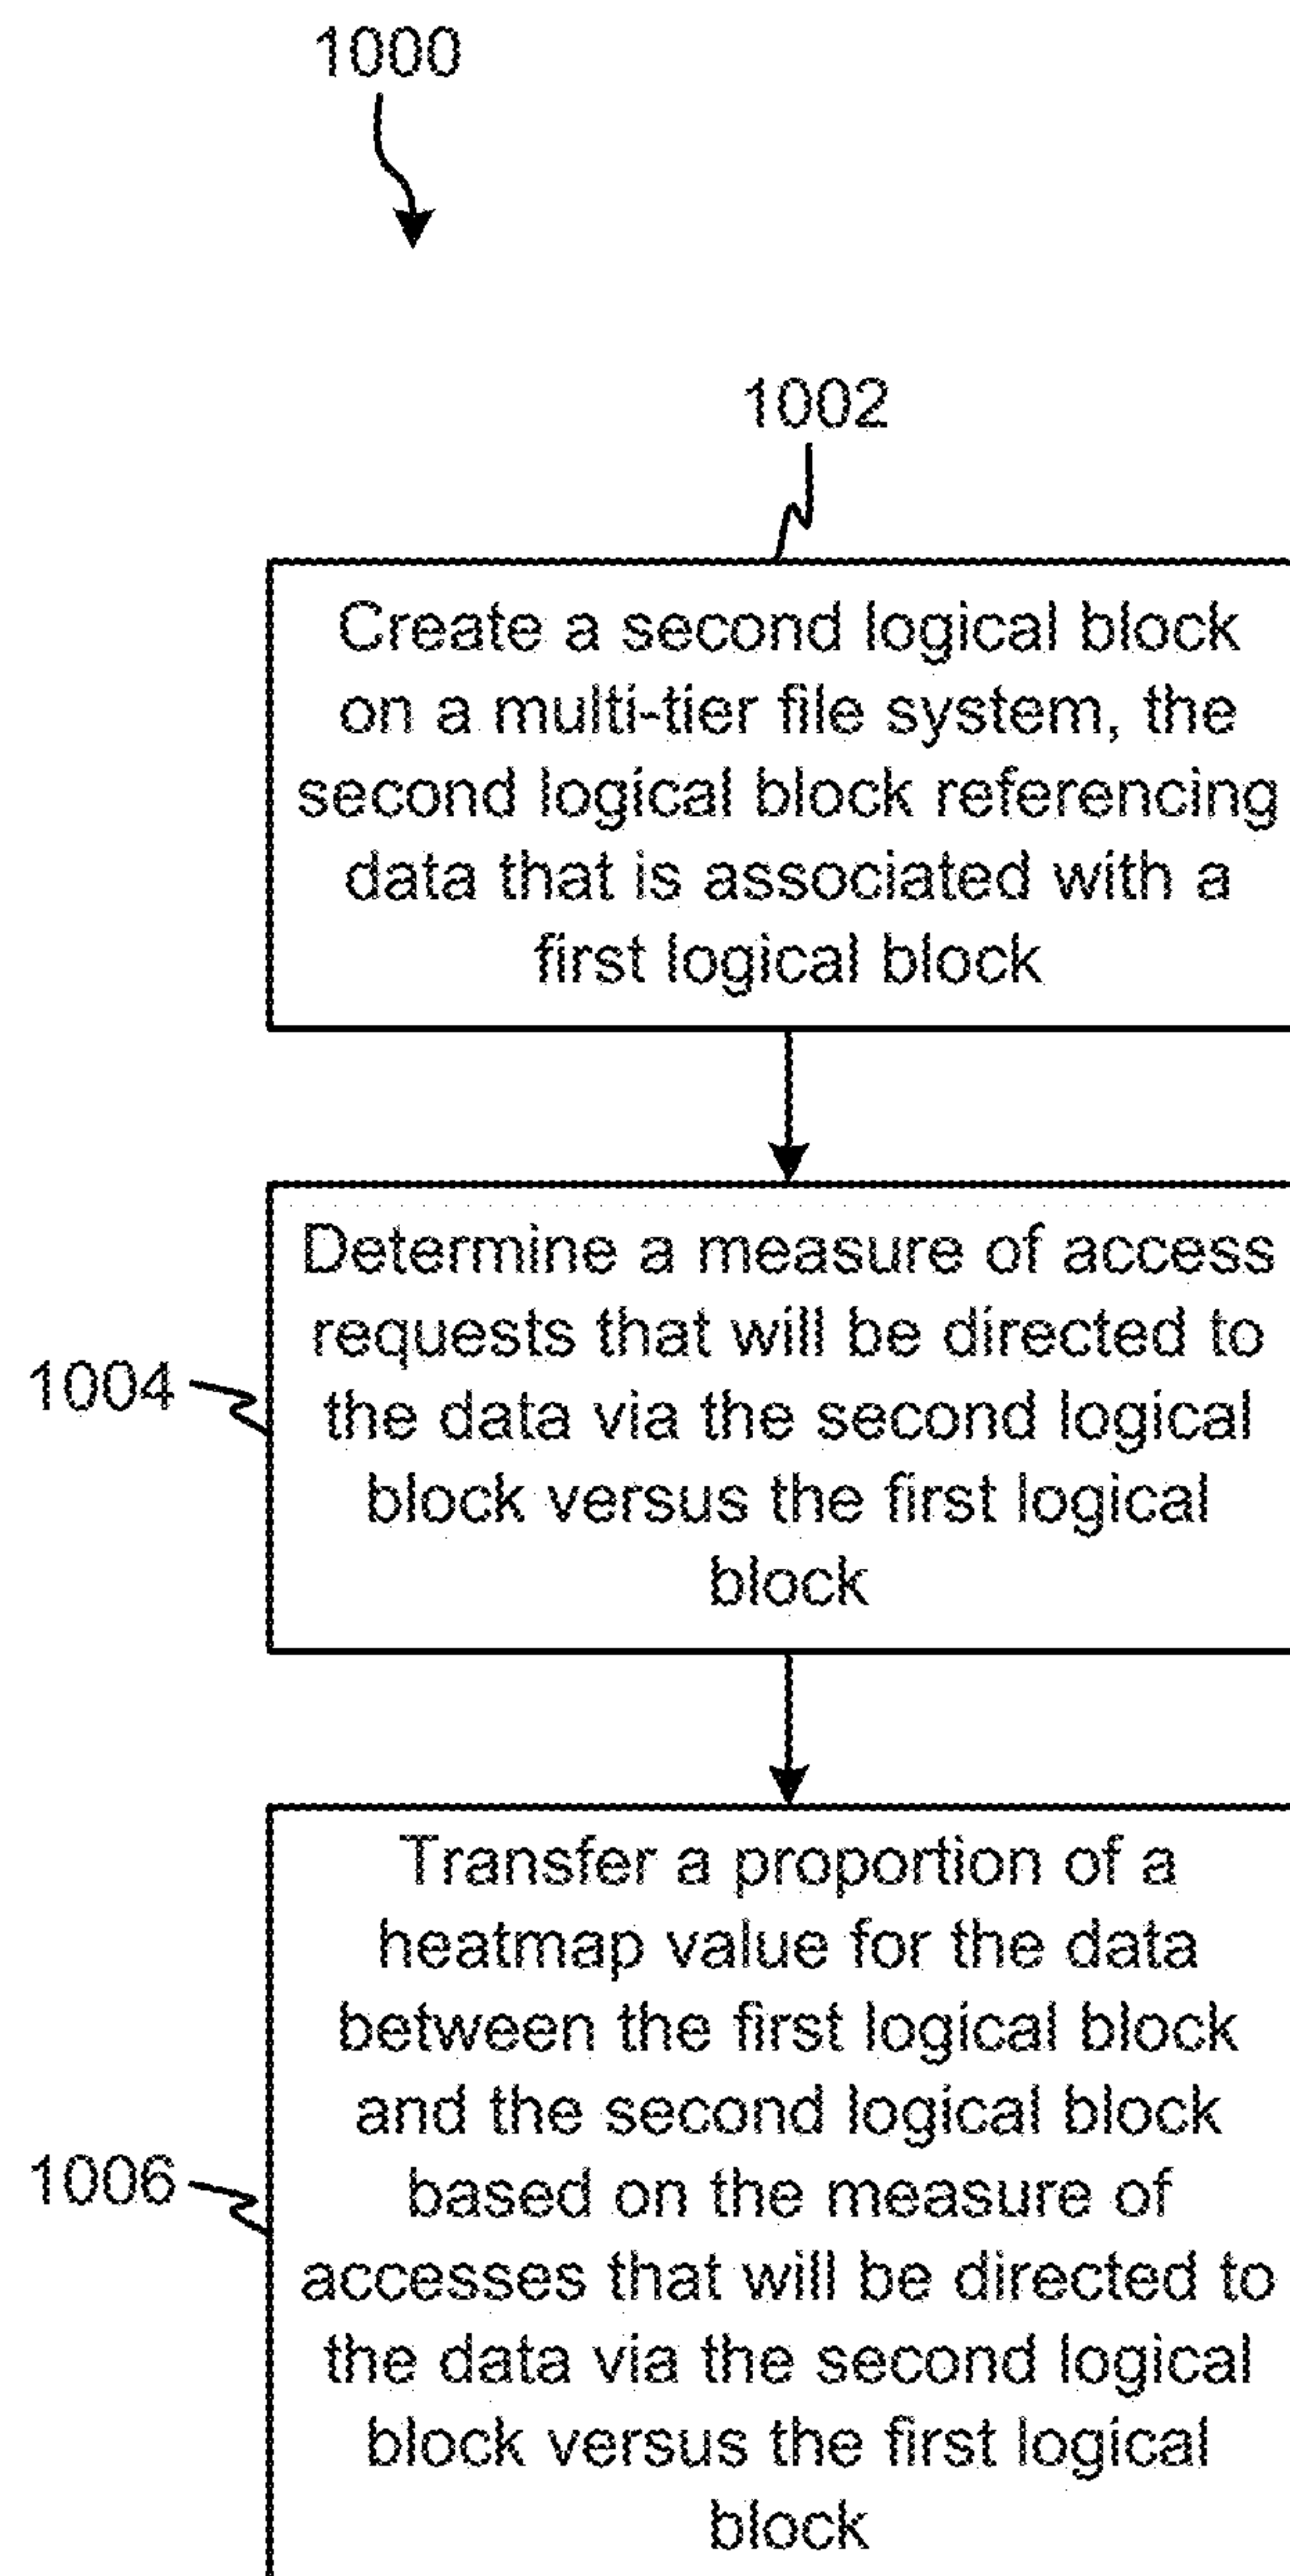 1000
1002
Create a second logical block
on a multi-tier file system, the
second logical block referencing
data that is associated with a
first logical block
1004
Determine a measure of access
requests that will be directed to
the data via the second logical
block versus the first logical
block
1006
Transfer a proportion of a
heatmap value for the data
between the first logical block
and the second logical block
based on the measure of
accesses that will be directed to
the data via the second logical
block versus the first logical
block